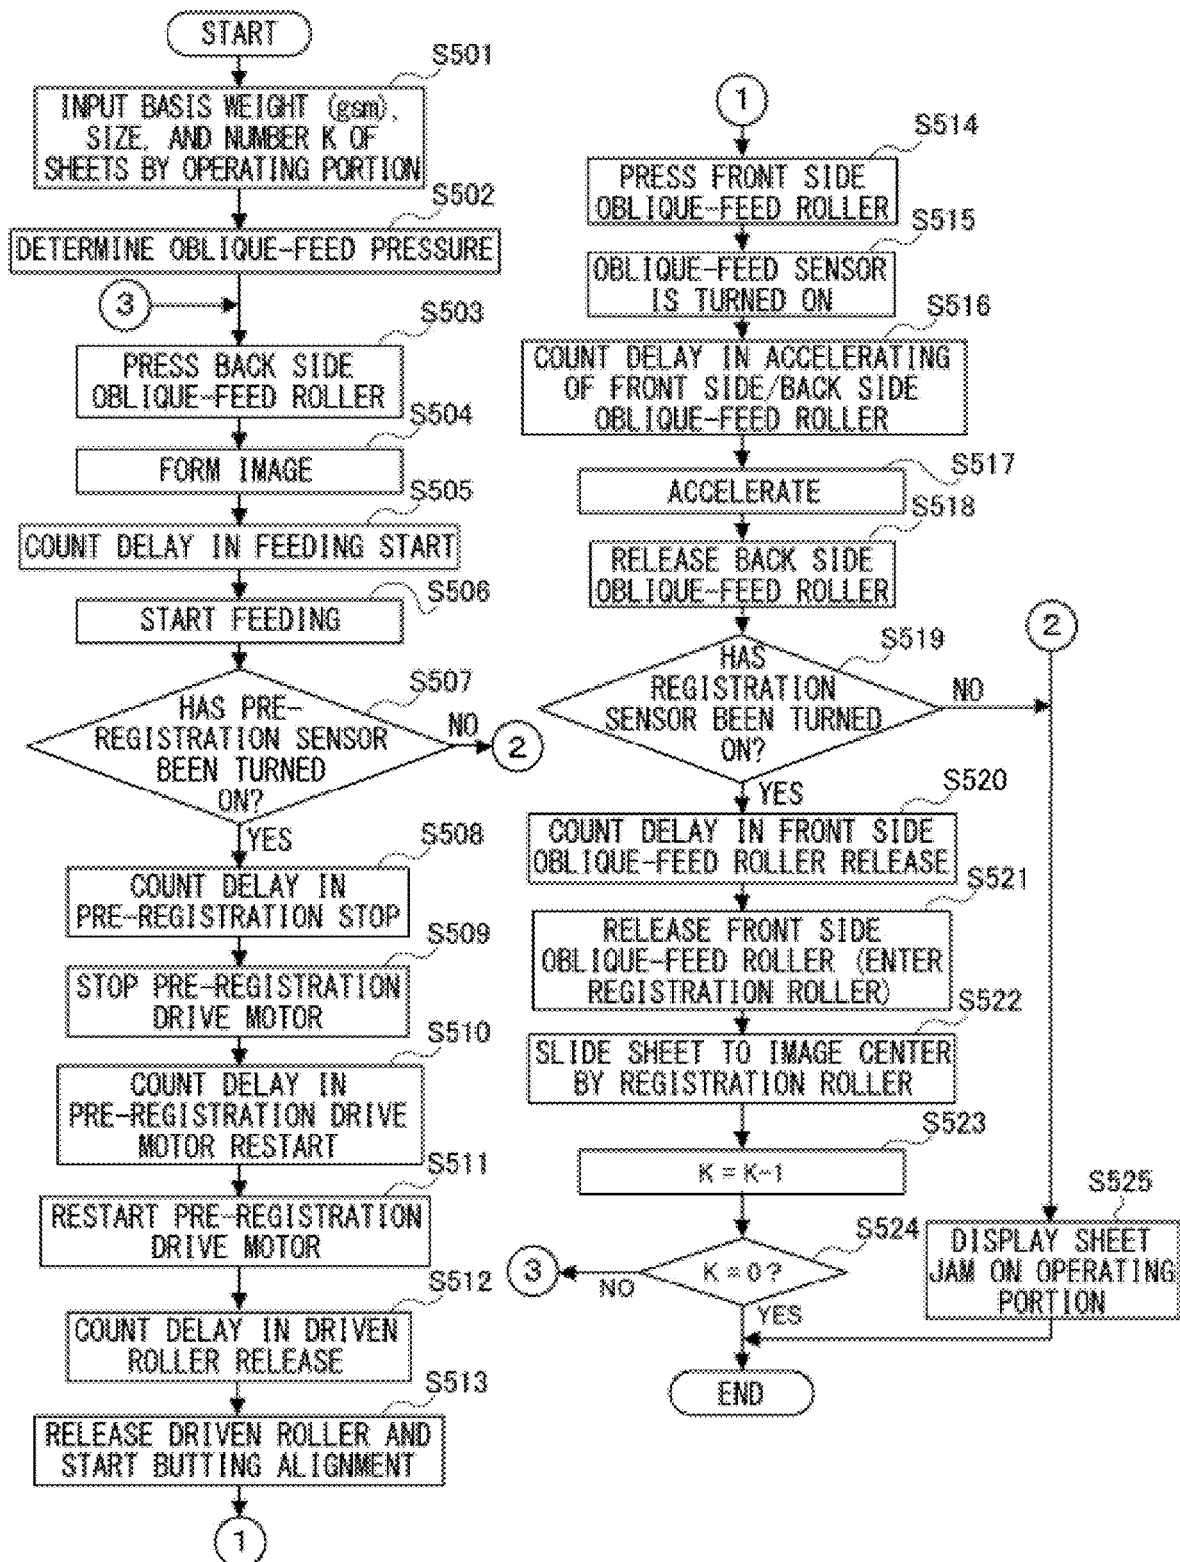 START
S501
INPUT BASIS WEIGHT (gsm),
SIZE, AND NUMBER K OF
SHEETS BY OPERATING PORTION
S502
DETERMINE OBLIQUE-FEED PRESSURE
3
S503
PRESS BACK SIDE
OBLIQUE-FEED ROLLER
S504
FORM IMAGE
S505
COUNT DELAY IN FEEDING START
S506
START FEEDING
S507
HAS PRE-
REGISTRATION SENSOR
BEEN TURNED
ON?
NO
2
YES
S508
COUNT DELAY IN
PRE-REGISTRATION STOP
S509
STOP PRE-REGISTRATION
DRIVE MOTOR
S510
COUNT DELAY IN
PRE-REGISTRATION DRIVE
MOTOR RESTART
S511
RESTART PRE-REGISTRATION
DRIVE MOTOR
S512
COUNT DELAY IN DRIVEN
ROLLER RELEASE
S513
RELEASE DRIVEN ROLLER AND
START BUTTING ALIGNMENT
1
1
S514
PRESS FRONT SIDE
OBLIQUE-FEED ROLLER
S515
OBLIQUE-FEED SENSOR
IS TURNED ON
S516
COUNT DELAY IN ACCELERATING
OF FRONT SIDE/BACK SIDE
OBLIQUE-FEED ROLLER
S517
ACCELERATE
S518
RELEASE BACK SIDE
OBLIQUE-FEED ROLLER
S519
HAS
REGISTRATION
SENSOR BEEN TURNED
ON?
NO
2
YES
S520
COUNT DELAY IN FRONT SIDE
OBLIQUE-FEED ROLLER RELEASE
S521
RELEASE FRONT SIDE
OBLIQUE-FEED ROLLER (ENTER
REGISTRATION ROLLER)
S522
SLIDE SHEET TO IMAGE CENTER
BY REGISTRATION ROLLER
S523
K = K-1
S524
K = 0?
NO
3
YES
S525
DISPLAY SHEET
JAM ON OPERATING
PORTION
END